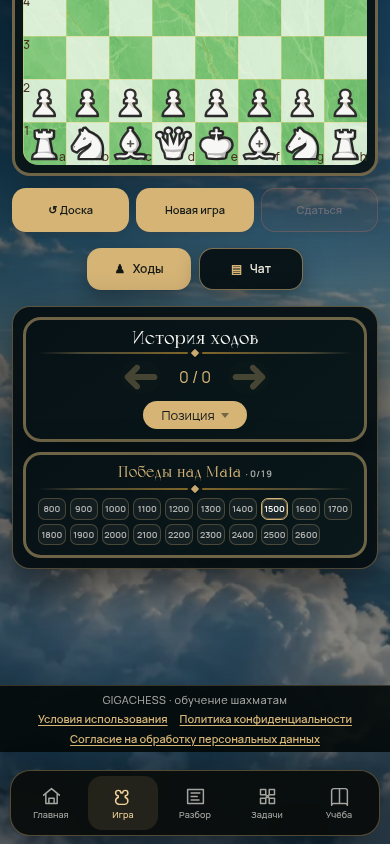 4
3
2
1 a b c d e f g h
↺ Доска Новая игра Сдаться
♟ Ходы ▤ Чат
История ходов
0 / 0
Позиция
Победы над Maia · 0/19
800 900 1000 1100 1200 1300 1400 1500 1600 1700
1800 1900 2000 2100 2200 2300 2400 2500 2600
GIGACHESS · обучение шахматам
Условия использования Политика конфиденциальности
Согласие на обработку персональных данных
Главная Игра Разбор Задачи Учёба